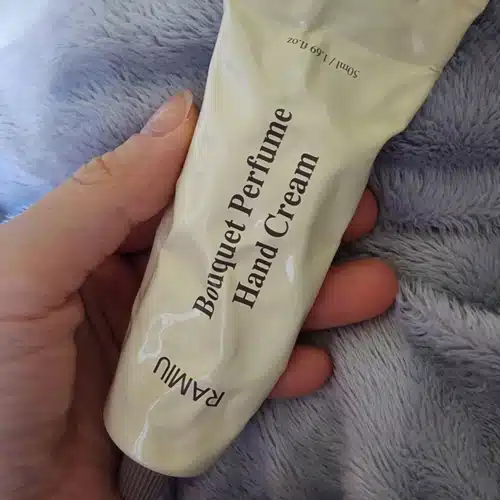 RAMIU
Bouquet Perfume
Hand Cream
50ml / 1.69 fl.oz